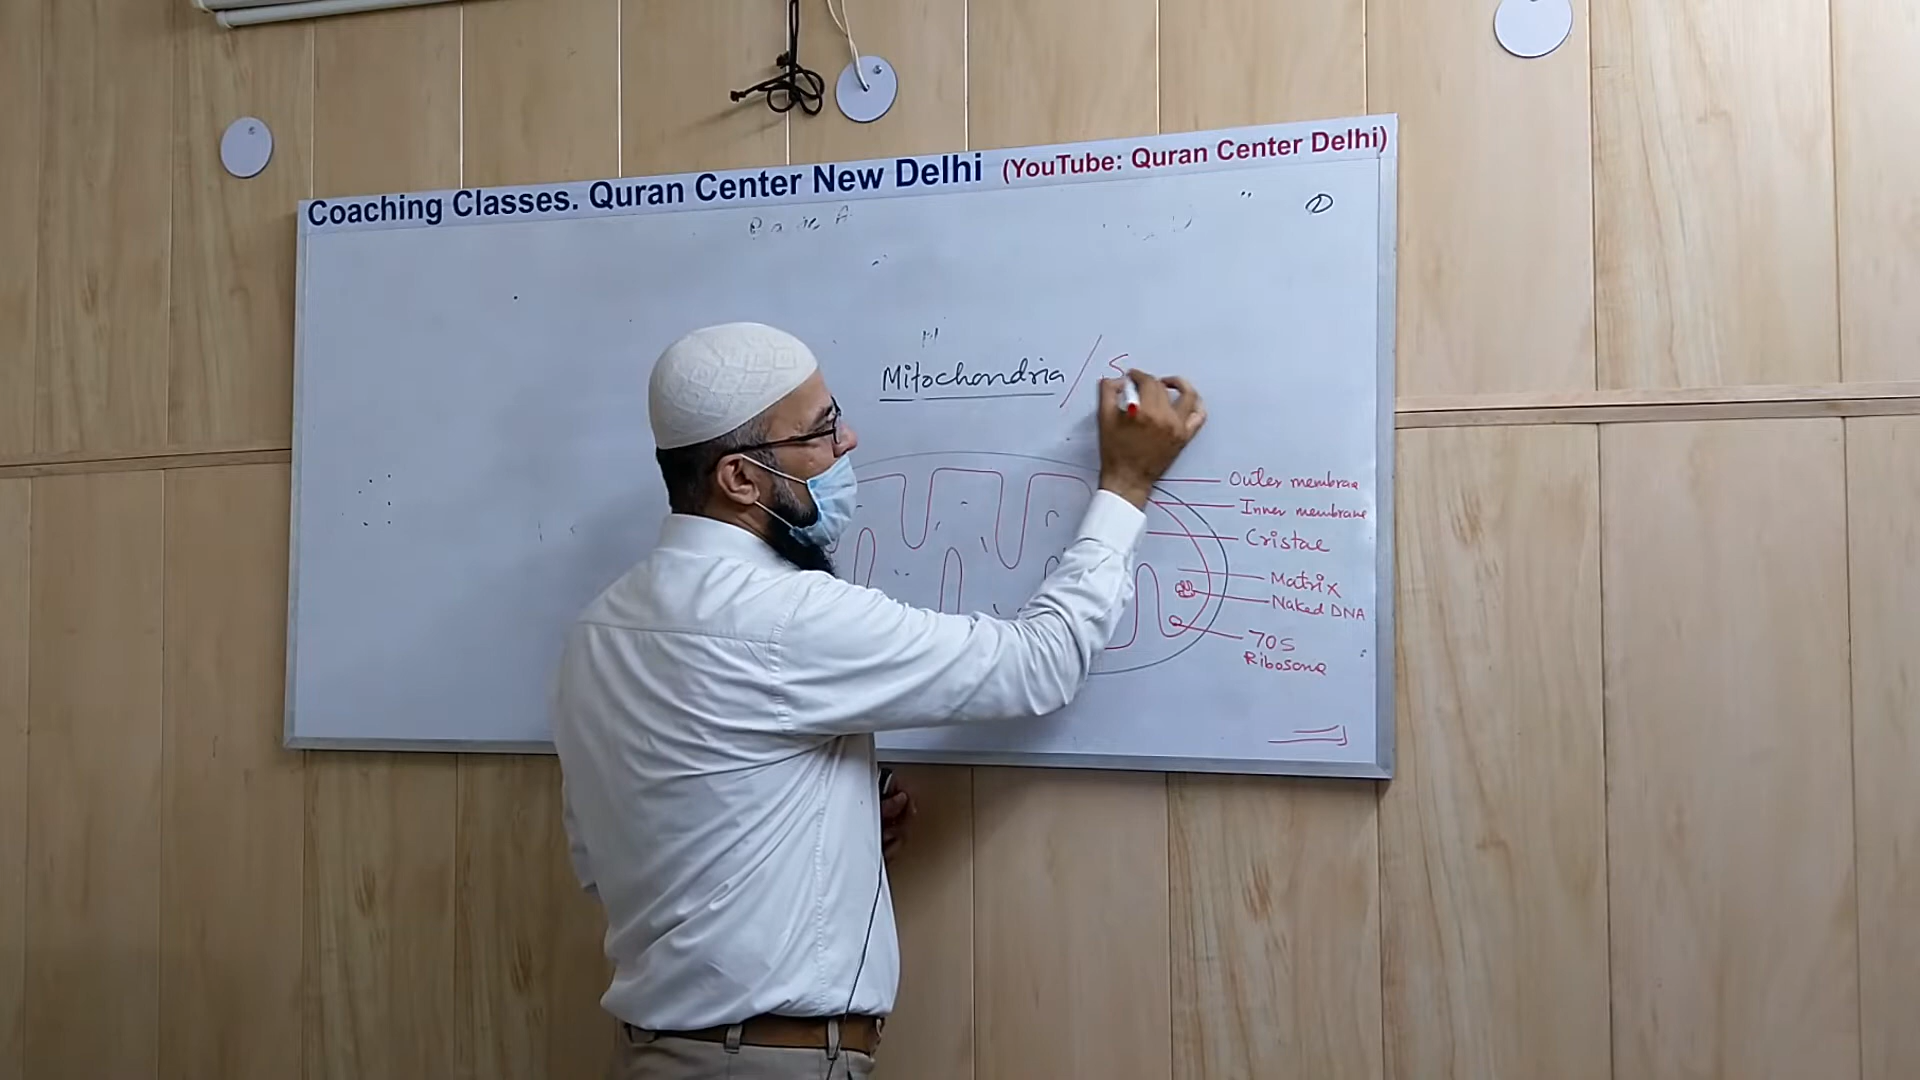 Coaching Classes. Quran Center New Delhi (YouTube: Quran Center Delhi)
Mitochondria / S
Outer membrae
Inner membrane
Cristae
Matrix
Naked DNA
70S
Ribosome